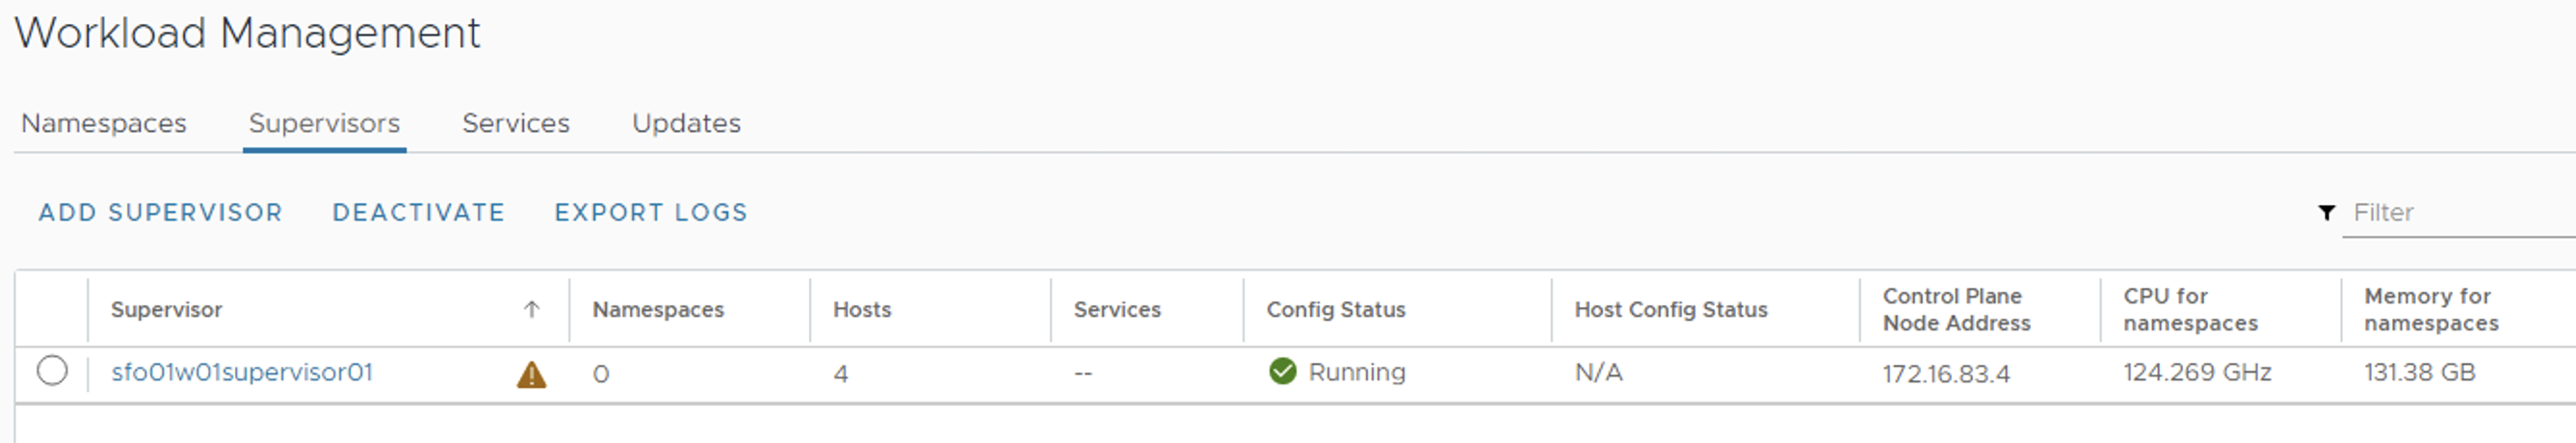 Workload Management
Namespaces Supervisors Services Updates
ADD SUPERVISOR DEACTIVATE EXPORT LOGS Filter
Supervisor Namespaces Hosts Services Config Status Host Config Status Control Plane Node Address CPU for namespaces Memory for namespaces
sfo01w01supervisor01 0 4 -- Running N/A 172.16.83.4 124.269 GHz 131.38 GB